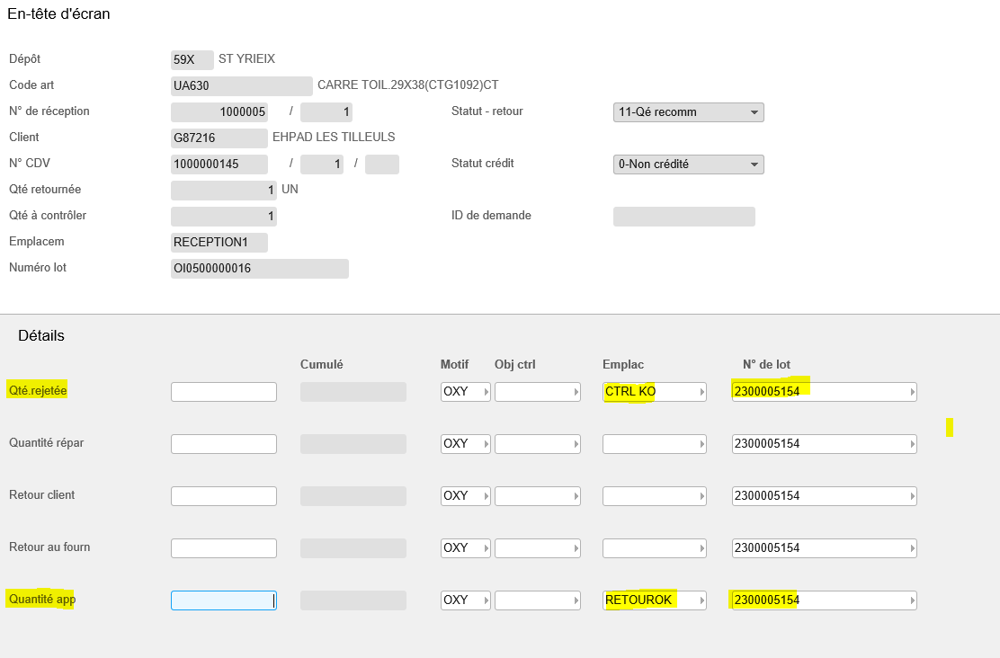 En-tête d'écran
Dépôt 59X ST YRIEIX
Code art UA630 CARRE TOIL.29X38(CTG1092)CT
N° de réception 1000005 / 1 Statut - retour 11-Qé recomm
Client G87216 EHPAD LES TILLEULS
N° CDV 1000000145 / 1 / Statut crédit 0-Non crédité
Qté retournée 1 UN
Qté à contrôler 1 ID de demande
Emplacem RECEPTION1
Numéro lot OI0500000016
Détails
Cumulé Motif Obj ctrl Emplac N° de lot
Qté.rejetée OXY CTRL KO 2300005154
Quantité répar OXY 2300005154
Retour client OXY 2300005154
Retour au fourn OXY 2300005154
Quantité app OXY RETOUROK 2300005154